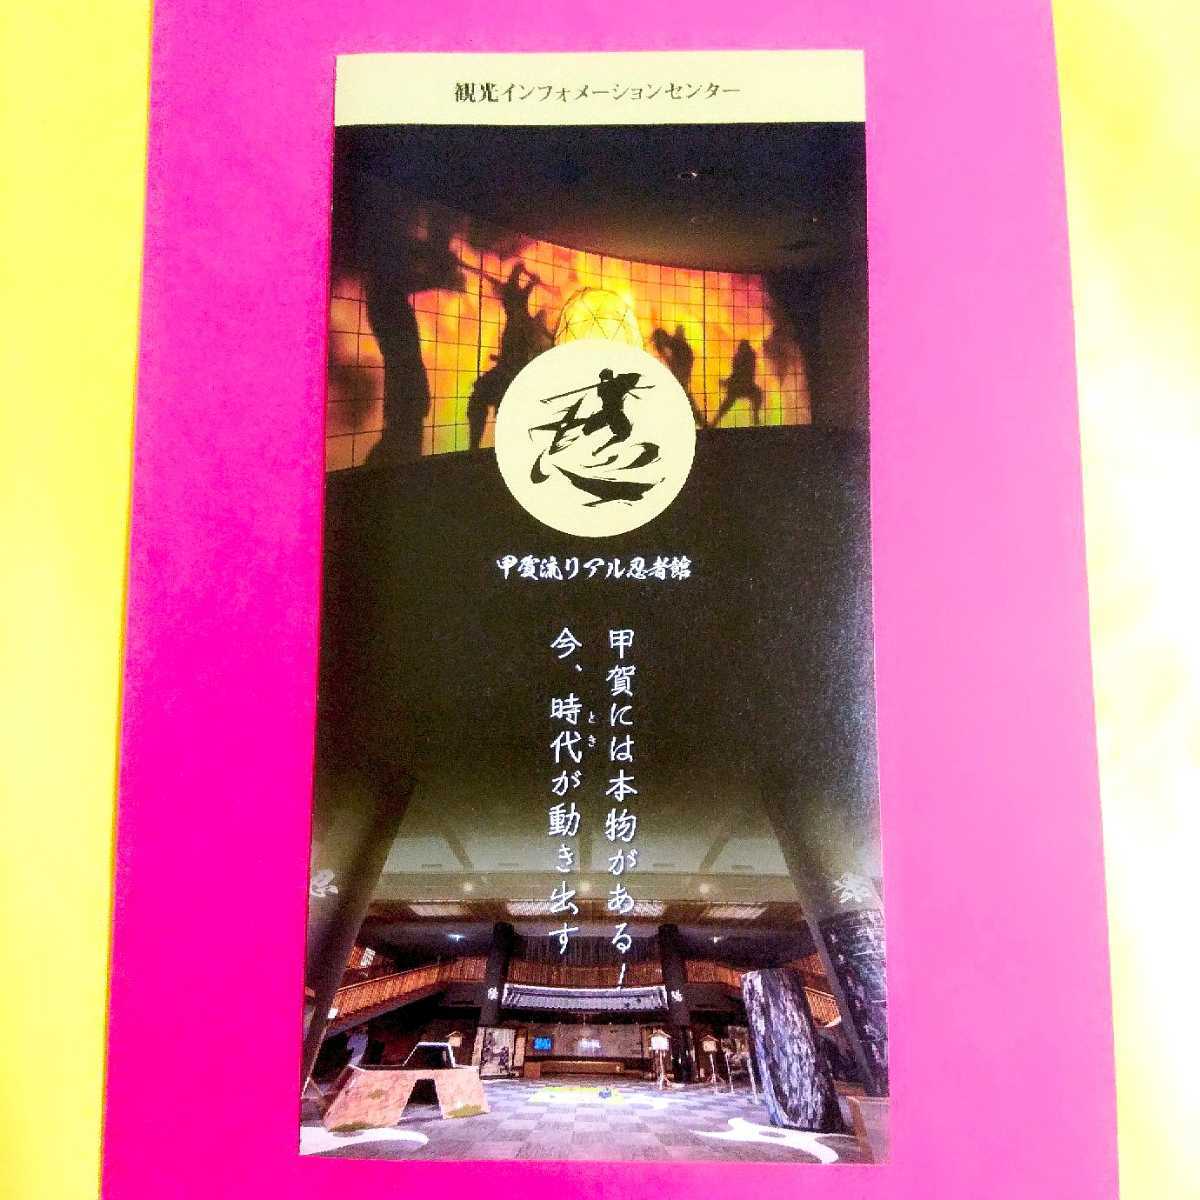 観光インフォメーションセンター
忍
甲賀流リアル忍者館
甲賀には本物がある！
今、時代が動き出す
とき
忍